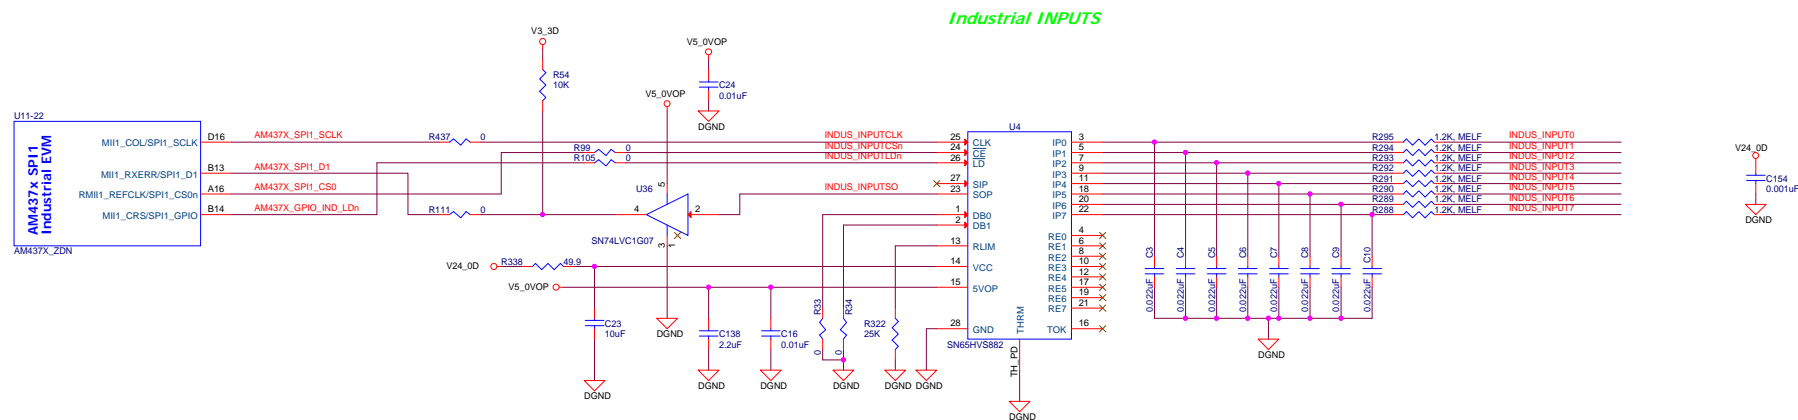 Industrial INPUTS
V3_3D
R54
10K
V5_0VOP
C24
0.01uF
DGND
V5_0VOP
U11-22
AM437x SPI1
Industrial EVM
MII1_COL/SPI1_SCLK
MII1_RXERR/SPI1_D1
RMII1_REFCLK/SPI1_CS0n
MII1_CRS/SPI1_GPIO
AM437X_ZDN
D16
B13
A16
B14
AM437X_SPI1_SCLK
AM437X_SPI1_D1
AM437X_SPI1_CS0
AM437X_GPIO_IND_LDn
R437 0
R99 0
R105 0
R111 0
U36
5
4
2
3
1
SN74LVC1G07
DGND
INDUS_INPUTCLK
INDUS_INPUTCSn
INDUS_INPUTLDn
INDUS_INPUTSO
V24_0D
R338 49.9
V5_0VOP
C23
10uF
DGND
C138
2.2uF
DGND
C16
0.01uF
DGND
R33
0
R34
0
DGND
R322
25K
DGND
DGND
U4
25 CLK
24 CE
26 LD
27 SIP
23 SOP
1 DB0
2 DB1
13 RLIM
14 VCC
15 5VOP
28 GND
SN65HVS882
THRM
TH_PD
DGND
IP0 3
IP1 5
IP2 7
IP3 9
IP4 11
IP5 18
IP6 20
IP7 22
RE0 4
RE1 6
RE2 8
RE3 10
RE4 12
RE5 17
RE6 19
RE7 21
TOK 16
R295 1.2K, MELF INDUS_INPUT0
R294 1.2K, MELF INDUS_INPUT1
R293 1.2K, MELF INDUS_INPUT2
R292 1.2K, MELF INDUS_INPUT3
R291 1.2K, MELF INDUS_INPUT4
R290 1.2K, MELF INDUS_INPUT5
R289 1.2K, MELF INDUS_INPUT6
R288 1.2K, MELF INDUS_INPUT7
C3
0.022uF
C4
0.022uF
C5
0.022uF
C6
0.022uF
C7
0.022uF
C8
0.022uF
C9
0.022uF
C10
0.022uF
DGND
V24_0D
C154
0.001uF
DGND